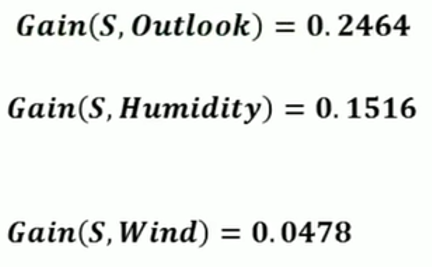 Gain(S, Outlook) = 0.2464
Gain(S, Humidity) = 0.1516
Gain(S, Wind) = 0.0478